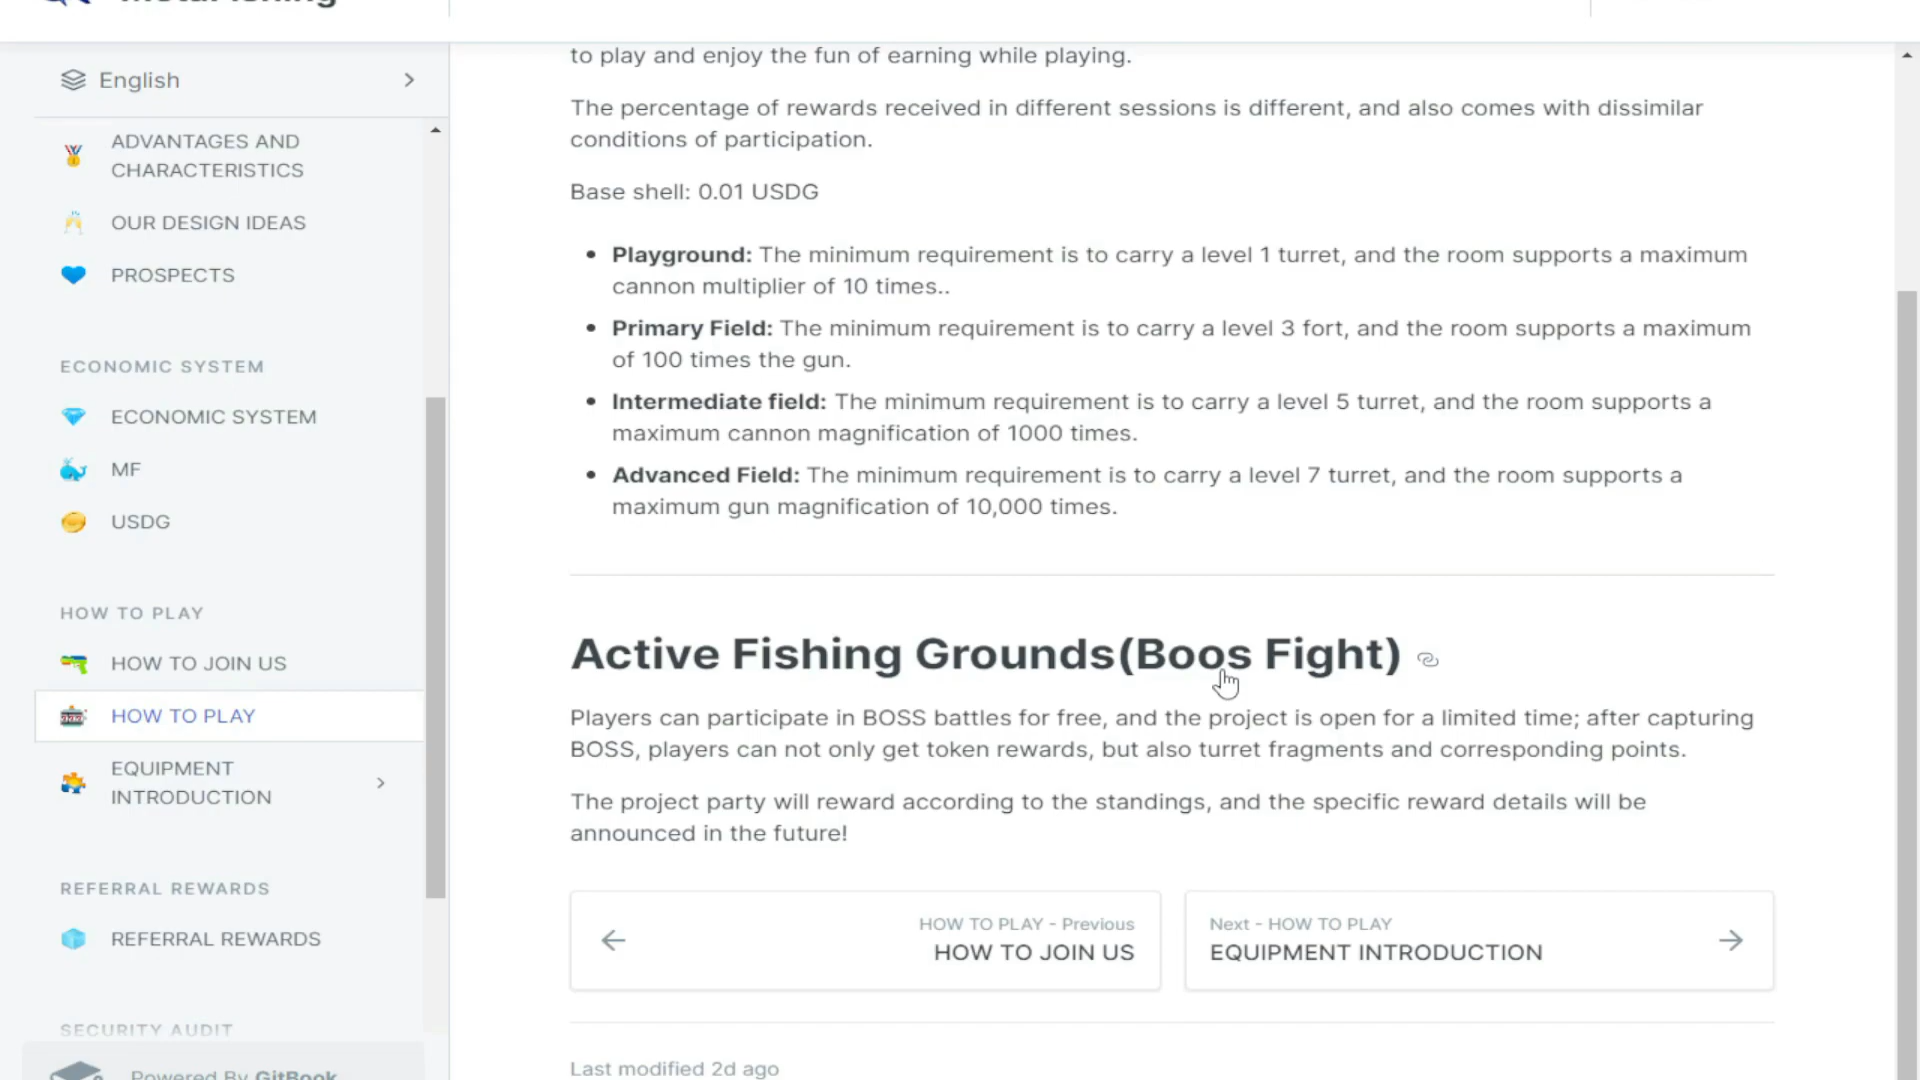 English
ADVANTAGES AND
CHARACTERISTICS
OUR DESIGN IDEAS
PROSPECTS
ECONOMIC SYSTEM
ECONOMIC SYSTEM
MF
USDG
HOW TO PLAY
HOW TO JOIN US
HOW TO PLAY
EQUIPMENT
INTRODUCTION
REFERRAL REWARDS
REFERRAL REWARDS
SECURITY AUDIT
Powered By GitBook
to play and enjoy the fun of earning while playing.
The percentage of rewards received in different sessions is different, and also comes with dissimilar
conditions of participation.
Base shell: 0.01 USDG
• Playground: The minimum requirement is to carry a level 1 turret, and the room supports a maximum
cannon multiplier of 10 times..
• Primary Field: The minimum requirement is to carry a level 3 fort, and the room supports a maximum
of 100 times the gun.
• Intermediate field: The minimum requirement is to carry a level 5 turret, and the room supports a
maximum cannon magnification of 1000 times.
• Advanced Field: The minimum requirement is to carry a level 7 turret, and the room supports a
maximum gun magnification of 10,000 times.
Active Fishing Grounds(Boos Fight)
Players can participate in BOSS battles for free, and the project is open for a limited time; after capturing
BOSS, players can not only get token rewards, but also turret fragments and corresponding points.
The project party will reward according to the standings, and the specific reward details will be
announced in the future!
HOW TO PLAY - Previous
HOW TO JOIN US
Next - HOW TO PLAY
EQUIPMENT INTRODUCTION
Last modified 2d ago